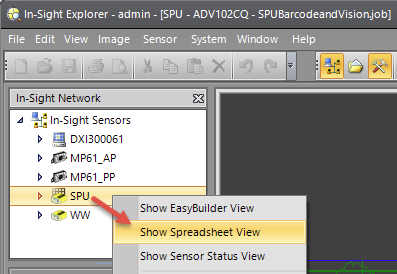 In-Sight Explorer - admin - [SPU - ADV102CQ - SPUBarcodeandVision.job]
File Edit View Image Sensor System Window Help
In-Sight Network
In-Sight Sensors
DXI300061
MP61_AP
MP61_PP
SPU
WW
Show EasyBuilder View
Show Spreadsheet View
Show Sensor Status View